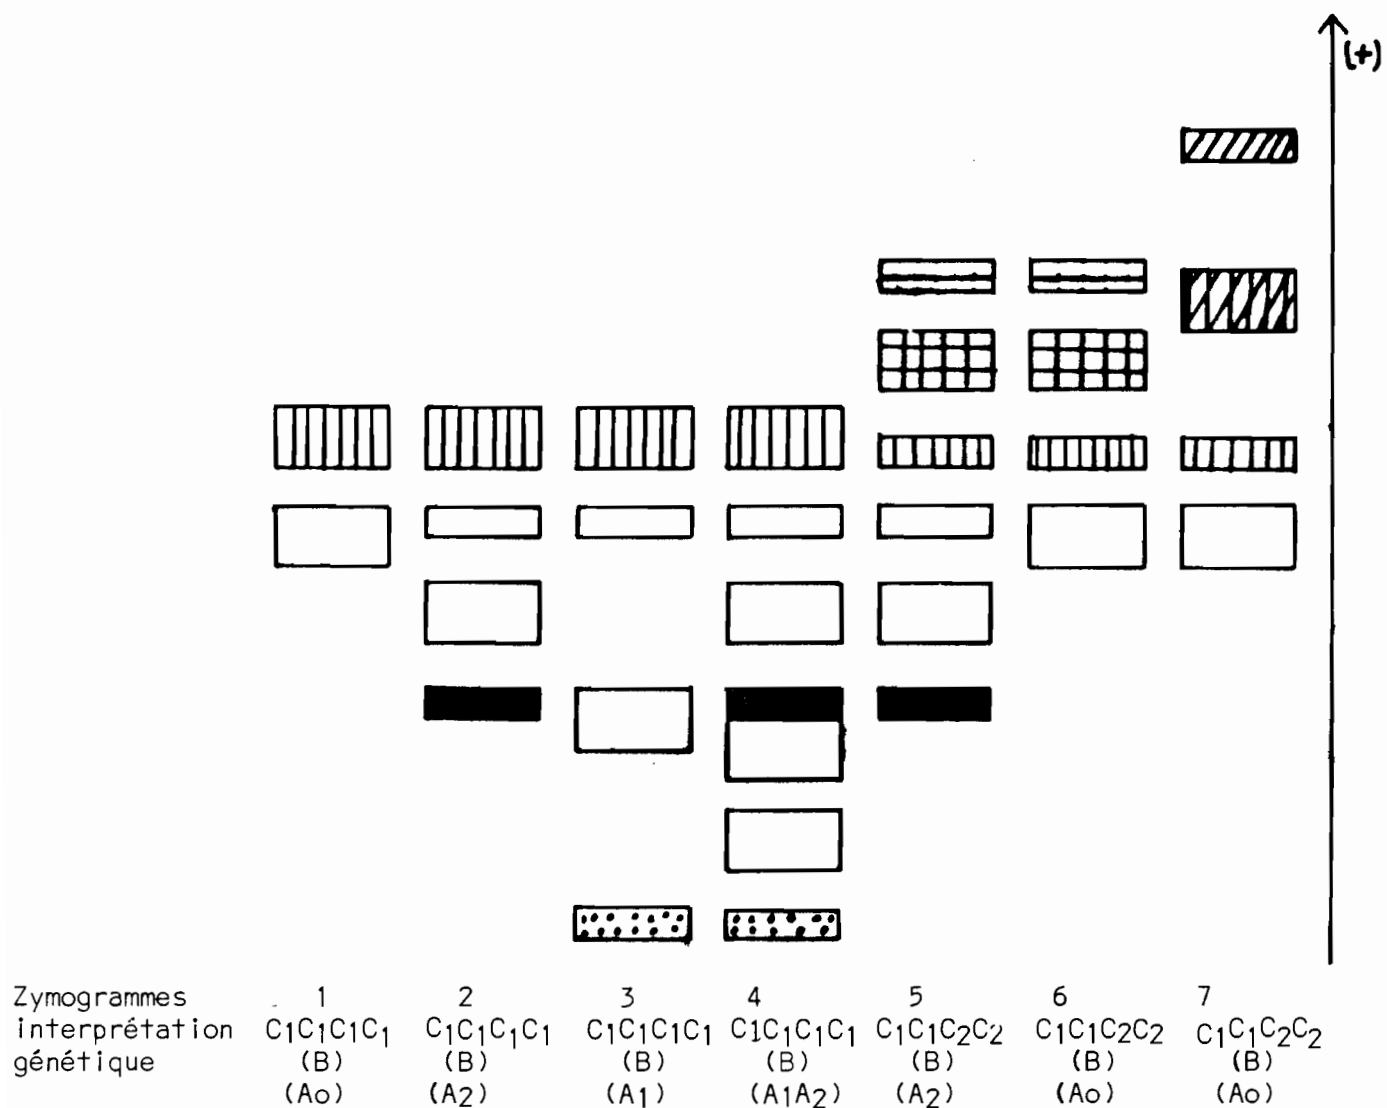 (+)
Zymogrammes 1 2 3 4 5 6 7
interprétation C1C1C1C1 C1C1C1C1 C1C1C1C1 C1C1C1C1 C1C1C2C2 C1C1C2C2 C1C1C2C2
génétique (B) (B) (B) (B) (B) (B) (B)
(Ao) (A2) (A1) (A1A2) (A2) (Ao) (Ao)